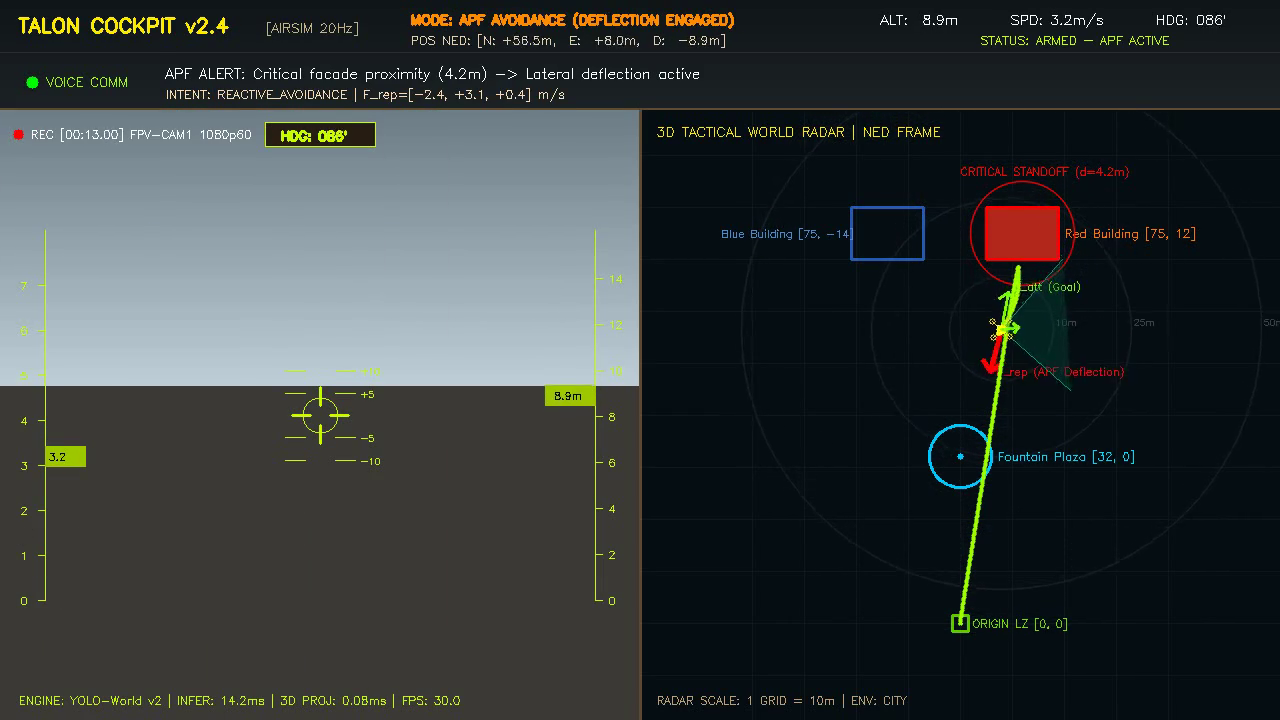 TALON COCKPIT v2.4
[AIRSIM 20Hz]
MODE: APF AVOIDANCE (DEFLECTION ENGAGED)
POS NED: [N: +56.5m, E: +8.0m, D: -8.9m]
ALT: 8.9m
SPD: 3.2m/s
HDG: 086'
STATUS: ARMED — APF ACTIVE
VOICE COMM
APF ALERT: Critical facade proximity (4.2m) -> Lateral deflection active
INTENT: REACTIVE_AVOIDANCE | F_rep=[-2.4, +3.1, +0.4] m/s
REC [00:13.00] FPV-CAM1 1080p60
HDG: 086'
7
6
5
4
3
2
1
0
3.2
+10
+5
-5
-10
14
12
10
8
6
4
2
0
8.9m
ENGINE: YOLO-World v2 | INFER: 14.2ms | 3D PROJ: 0.08ms | FPS: 30.0
3D TACTICAL WORLD RADAR | NED FRAME
CRITICAL STANDOFF (d=4.2m)
Blue Building [75, -14]
Red Building [75, 12]
_att (Goal)
10m
25m
50m
_rep (APF Deflection)
Fountain Plaza [32, 0]
ORIGIN LZ [0, 0]
RADAR SCALE: 1 GRID = 10m | ENV: CITY